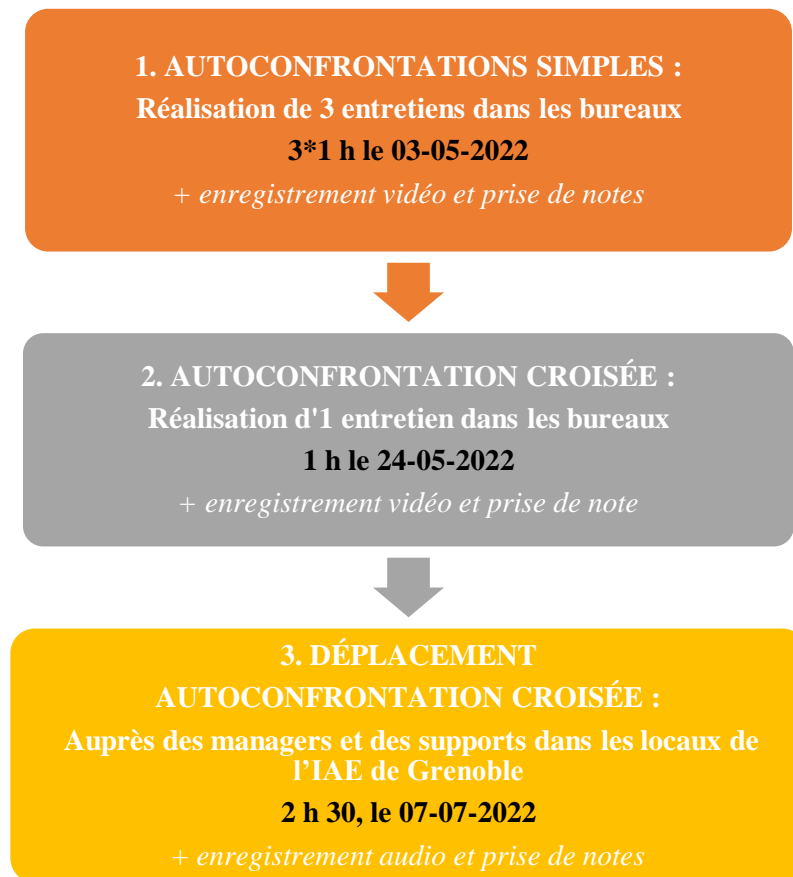 1. AUTOCONFRONTATIONS SIMPLES :
Réalisation de 3 entretiens dans les bureaux
3*1 h le 03-05-2022
+ enregistrement vidéo et prise de notes
2. AUTOCONFRONTATION CROISÉE :
Réalisation d'1 entretien dans les bureaux
1 h le 24-05-2022
+ enregistrement vidéo et prise de note
3. DÉPLACEMENT
AUTOCONFRONTATION CROISÉE :
Auprès des managers et des supports dans les locaux de
l’IAE de Grenoble
2 h 30, le 07-07-2022
+ enregistrement audio et prise de notes